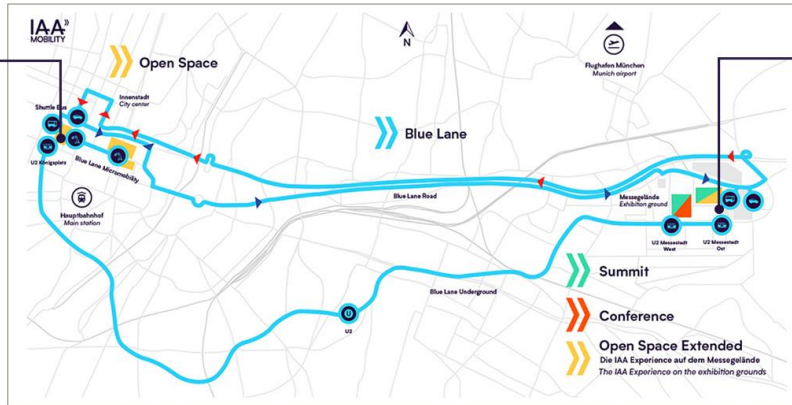 IAA
MOBILITY
Open Space
N
Flughafen München
Munich airport
Innenstadt
City center
Shuttle Bus
Blue Lane
U2 Königsplatz
Blue Lane Micromobility
Hauptbahnhof
Main station
Blue Lane Road
Messegelände
Exhibition ground
U2 Messestadt
West
U2 Messestadt
Ost
Blue Lane Underground
U2
Summit
Conference
Open Space Extended
Die IAA Experience auf dem Messegelände
The IAA Experience on the exhibition grounds